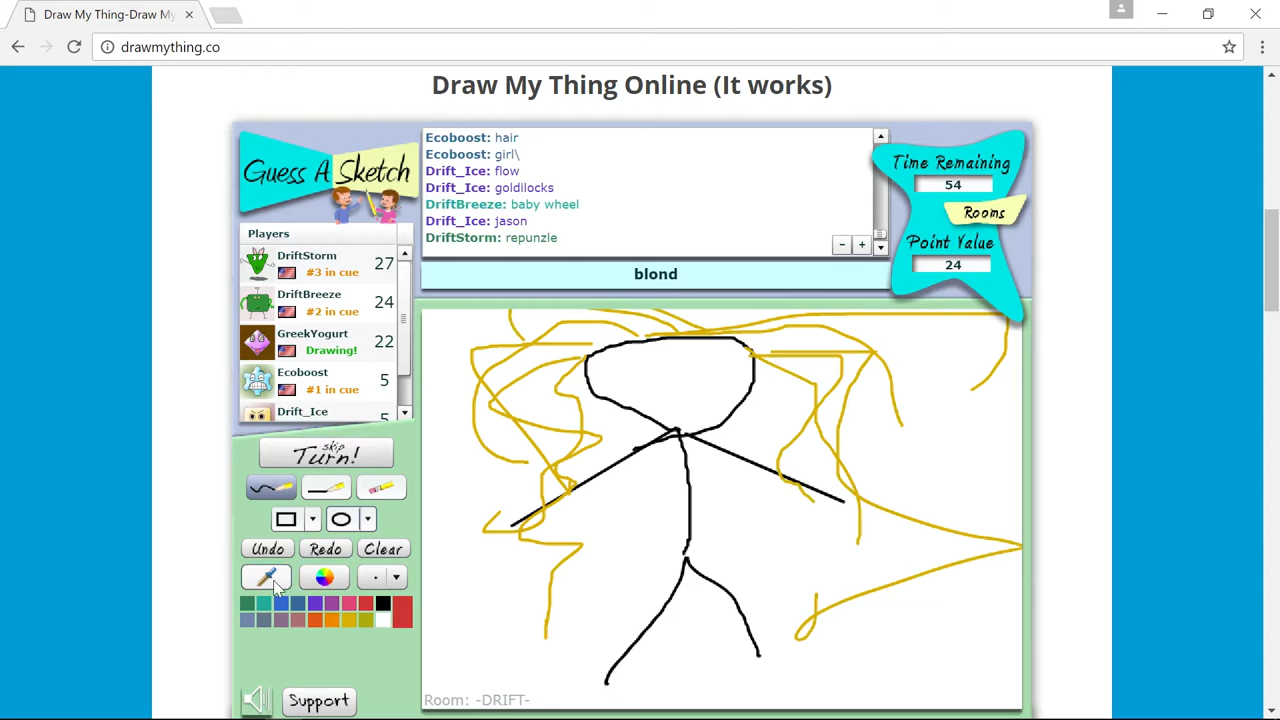 Draw My Thing-Draw My
drawmything.co
Draw My Thing Online (It works)
Guess A Sketch
Ecoboost: hair
Ecoboost: girl\
Drift_Ice: flow
Drift_Ice: goldilocks
DriftBreeze: baby wheel
Drift_Ice: jason
DriftStorm: repunzle
- +
blond
Time Remaining
54
Rooms
Point Value
24
Players
DriftStorm 27
#3 in cue
DriftBreeze 24
#2 in cue
GreekYogurt 22
Drawing!
Ecoboost 5
#1 in cue
Drift_Ice 5
skip
Turn!
Undo Redo Clear
Support
Room: -DRIFT-